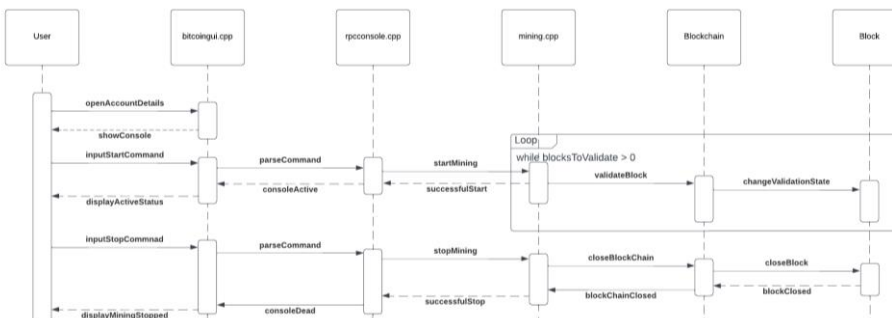 User bitcoingui.cpp rpcconsole.cpp mining.cpp Blockchain Block
openAccountDetails
showConsole
Loop
while blocksToValidate > 0
inputStartCommand parseCommand startMining
validateBlock
changeValidationState
consoleActive successfulStart
displayActiveStatus
inputStopCommnad parseCommand stopMining
closeBlockChain closeBlock
blockClosed
blockChainClosed
successfulStop
consoleDead
displayMiningStopped